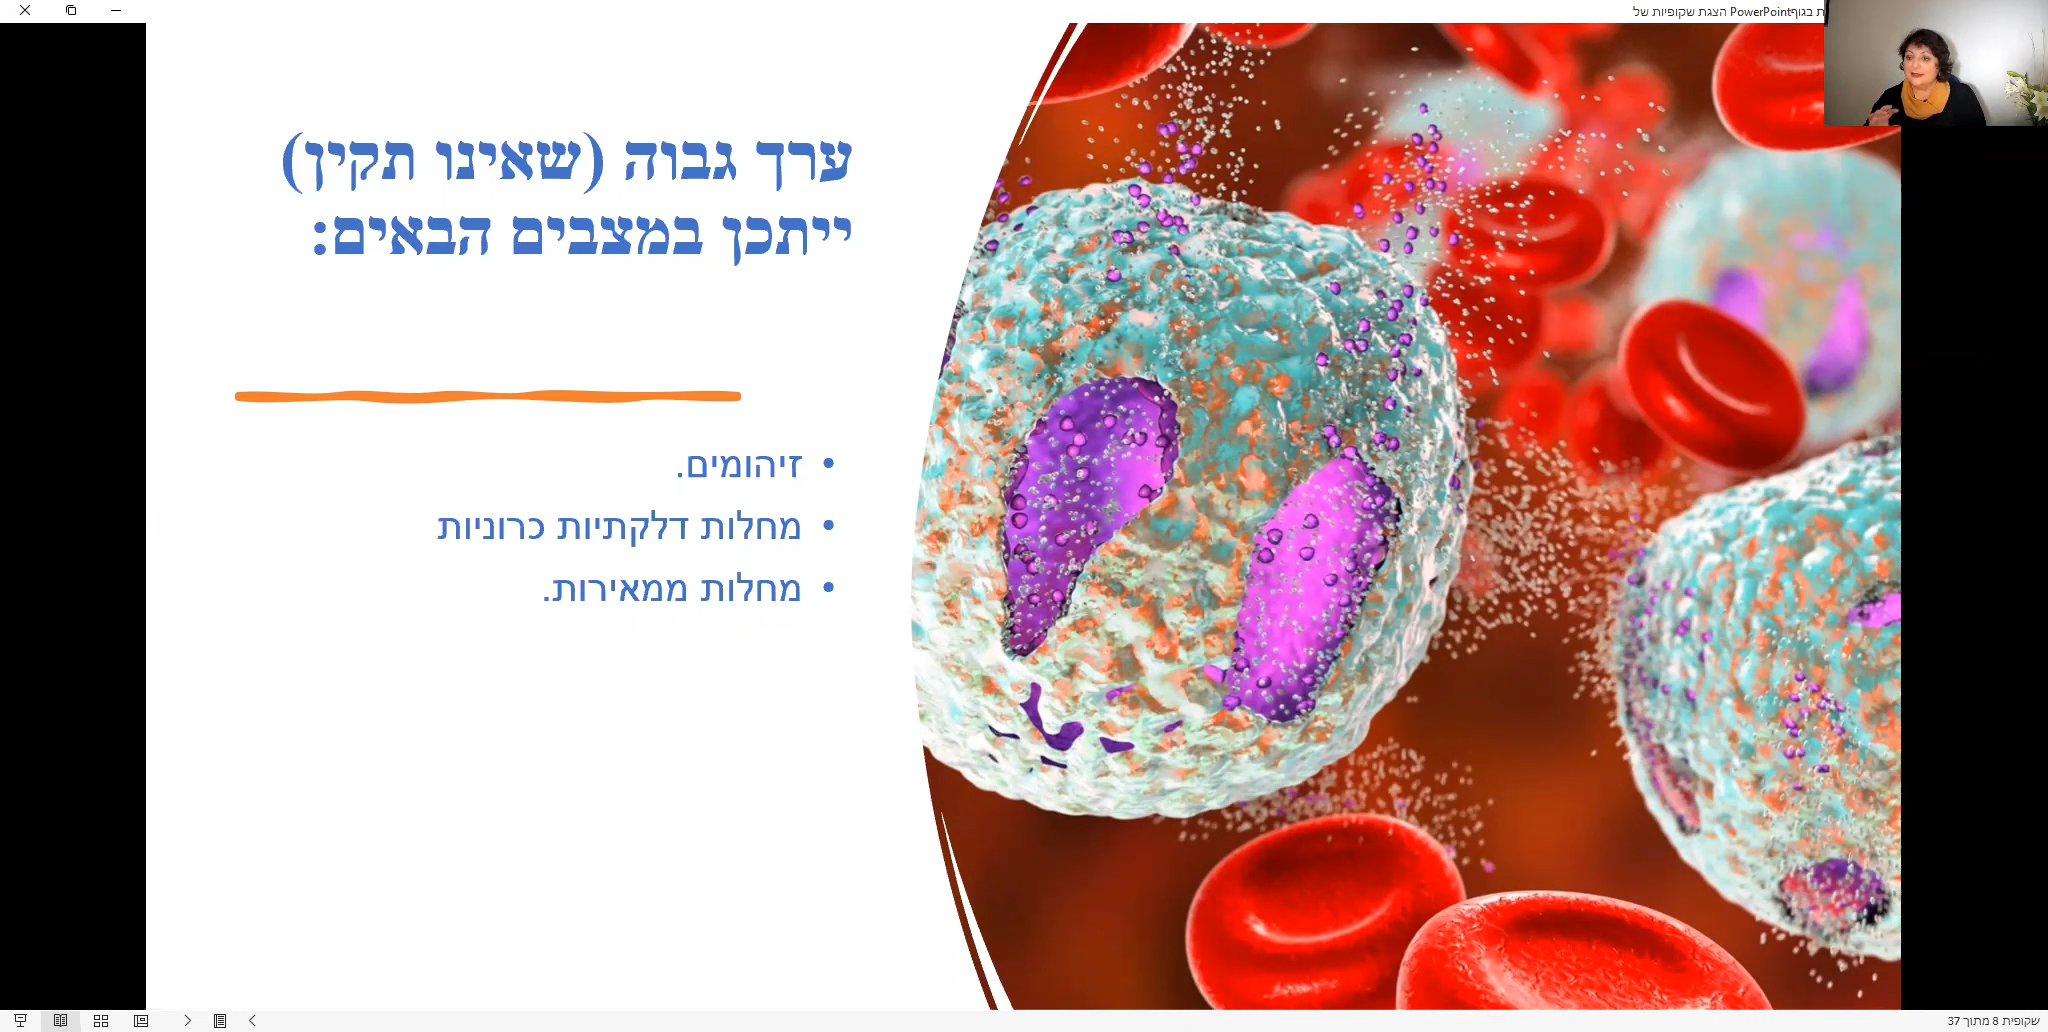 הצגת שקופיות של PowerPoint
ערך גבוה (שאינו תקין)
ייתכן במצבים הבאים:
• זיהומים.
• מחלות דלקתיות כרוניות
• מחלות ממאירות.
שקופית 8 מתוך 37